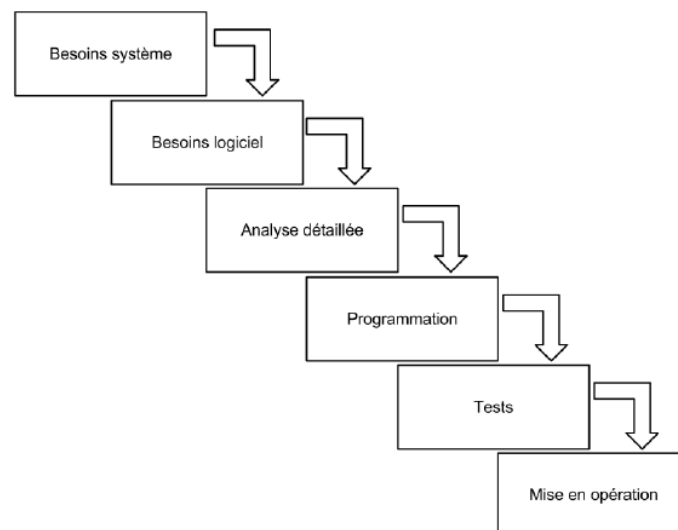 Besoins système
Besoins logiciel
Analyse détaillée
Programmation
Tests
Mise en opération